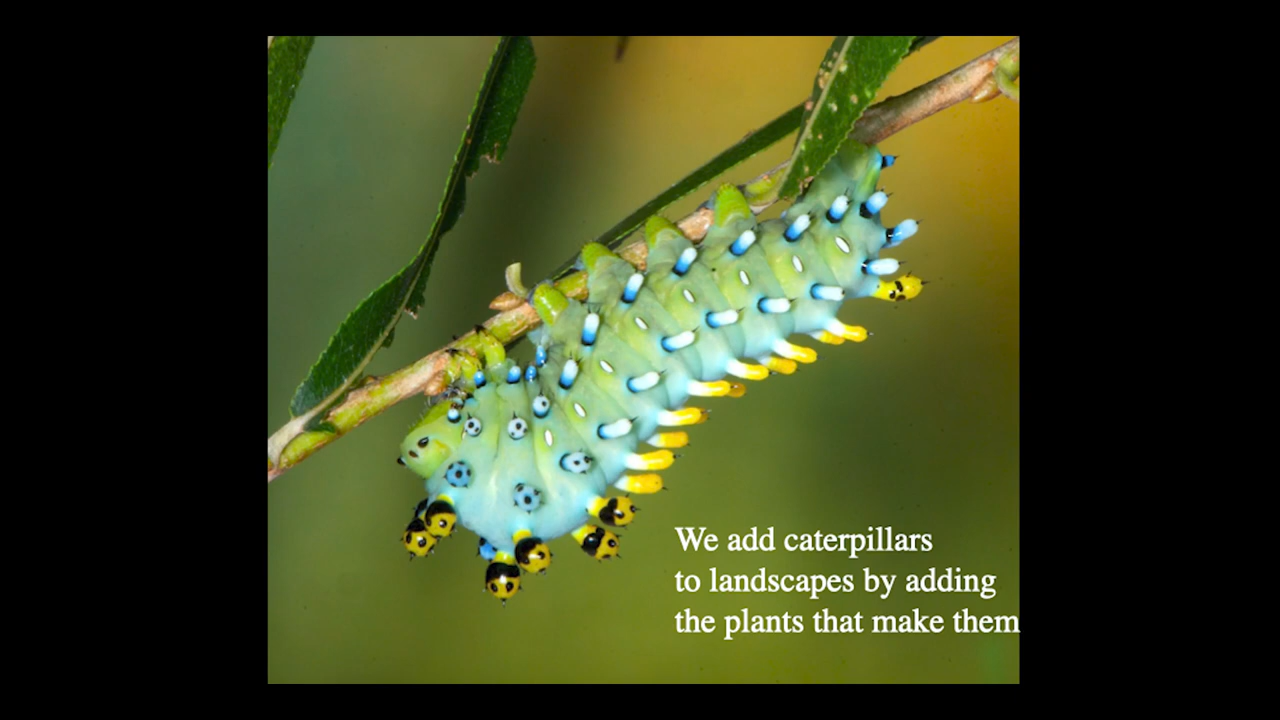 We add caterpillars
to landscapes by adding
the plants that make them